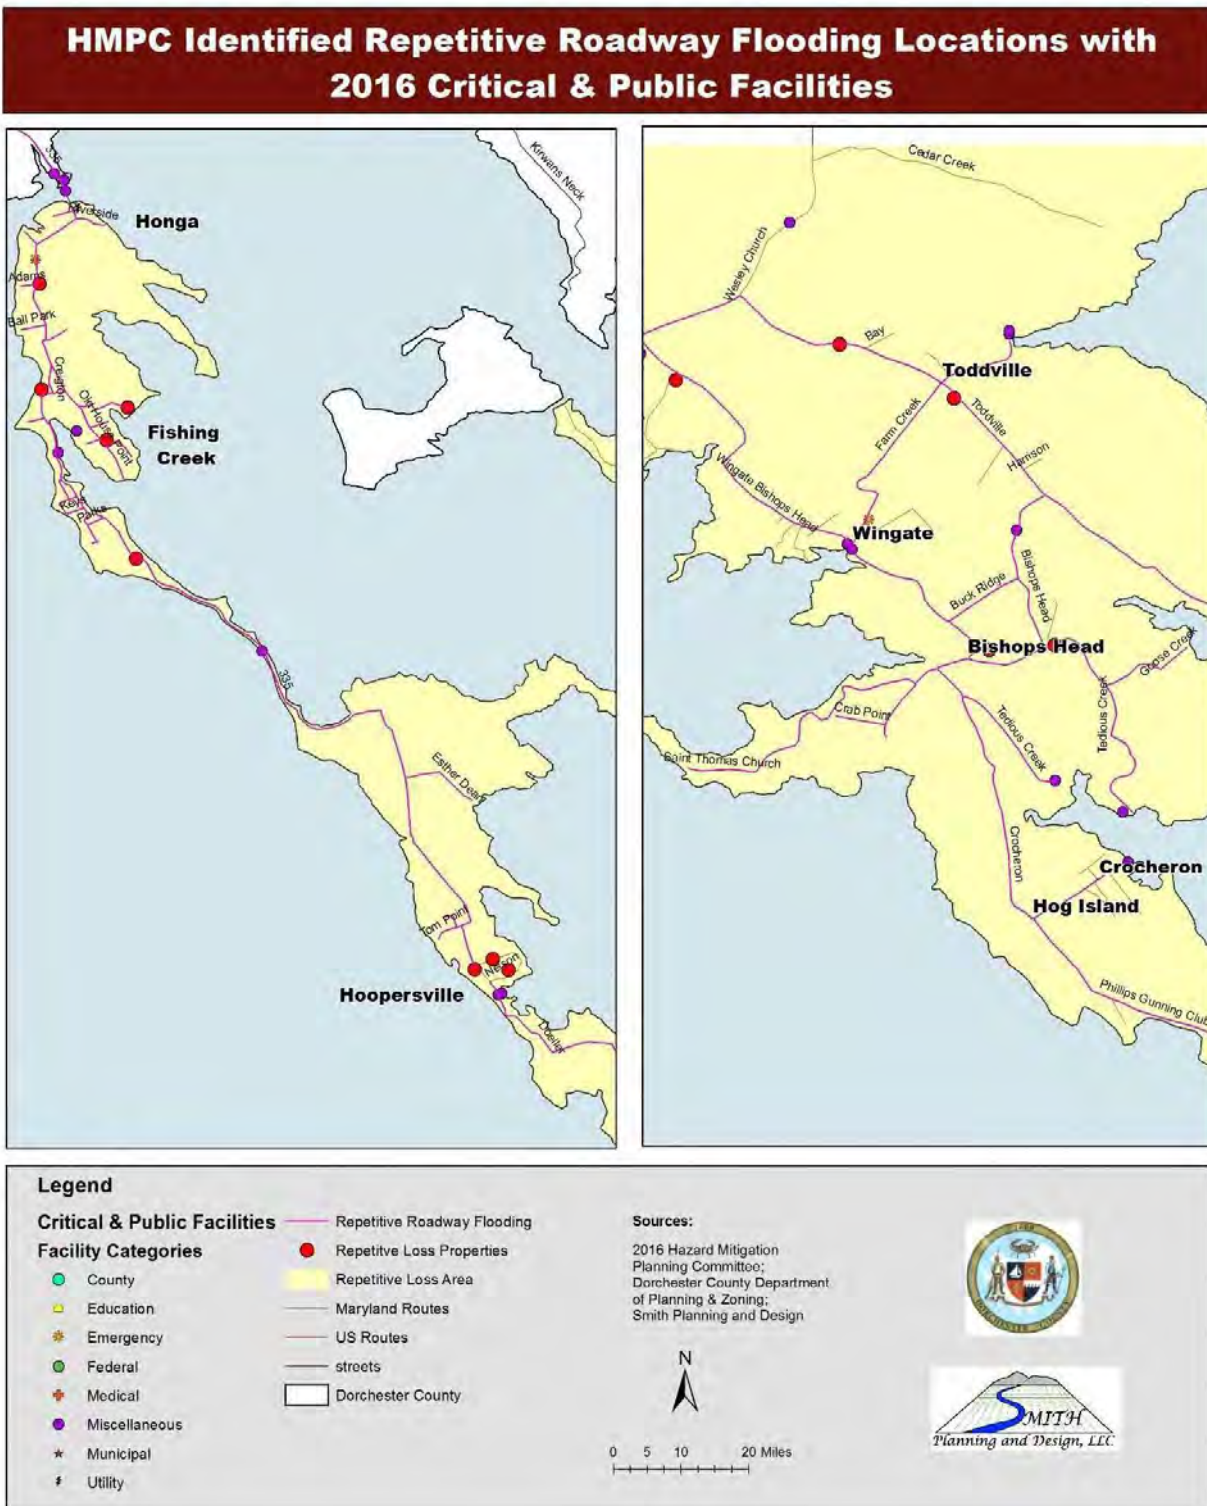 HMPC Identified Repetitive Roadway Flooding Locations with
2016 Critical & Public Facilities
335
Riverside
Honga
Kirwans Neck
Adams
Ball Park
Creighton
Old House Point
Fishing
Creek
Keys
Parks
335
Esther Dean
Tom Point
Nelson
Hoopersville
Cedar Creek
Wesley Church
Bay
Toddville
Farm Creek
Toddville
Harrison
Wingate Bishops Head
Wingate
Buck Ridge
Bishops Head
Bishops Head
Goose Creek
Tedious Creek
Crab Point
Tedious Creek
Saint Thomas Church
Crocheron
Crocheron
Hog Island
Phillips Gunning Club
Legend
Critical & Public Facilities
Facility Categories
County
Education
Emergency
Federal
Medical
Miscellaneous
Municipal
Utility
Repetitive Roadway Flooding
Repetitive Loss Properties
Repetitive Loss Area
Maryland Routes
US Routes
streets
Dorchester County
Sources:
2016 Hazard Mitigation
Planning Committee;
Dorchester County Department
of Planning & Zoning;
Smith Planning and Design
N
0 5 10 20 Miles
DORCHESTER COUNTY
SMITH
Planning and Design, LLC